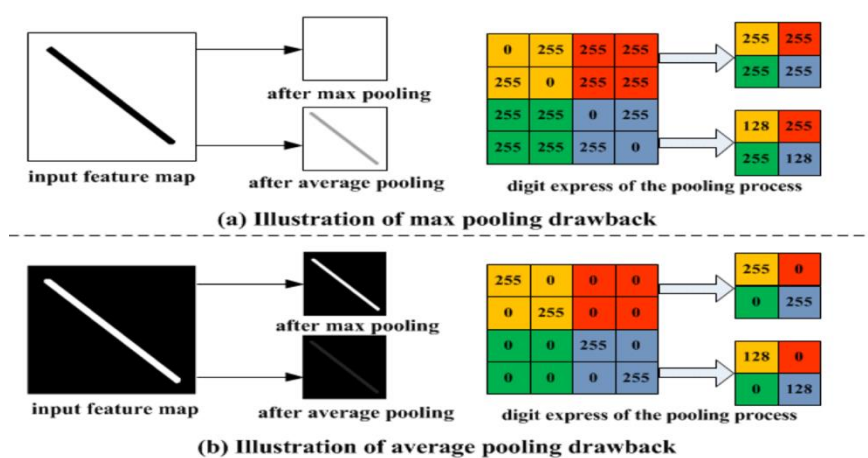 after max pooling
input feature map
after average pooling
0 255 255 255
255 0 255 255
255 255 0 255
255 255 255 0
255 255
255 255
128 255
255 128
digit express of the pooling process
(a) Illustration of max pooling drawback
after max pooling
input feature map
after average pooling
255 0 0 0
0 255 0 0
0 0 255 0
0 0 0 255
255 0
0 255
128 0
0 128
digit express of the pooling process
(b) Illustration of average pooling drawback